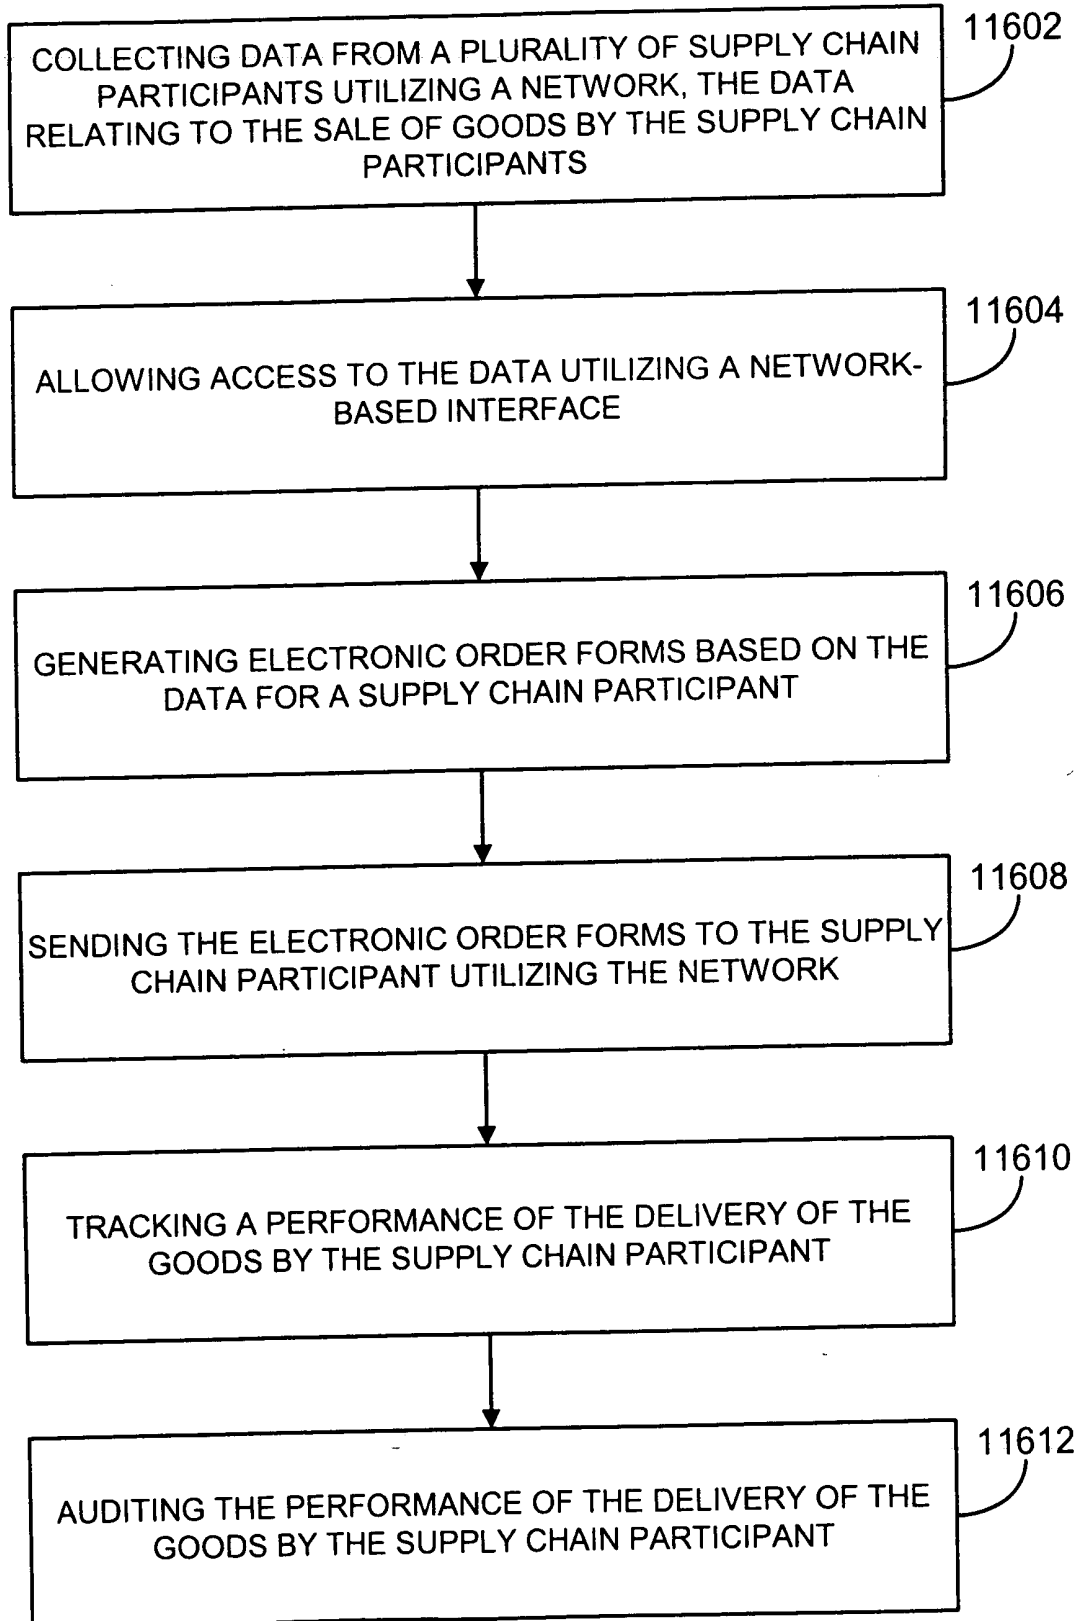 11602
COLLECTING DATA FROM A PLURALITY OF SUPPLY CHAIN
PARTICIPANTS UTILIZING A NETWORK, THE DATA
RELATING TO THE SALE OF GOODS BY THE SUPPLY CHAIN
PARTICIPANTS
11604
ALLOWING ACCESS TO THE DATA UTILIZING A NETWORK-
BASED INTERFACE
11606
GENERATING ELECTRONIC ORDER FORMS BASED ON THE
DATA FOR A SUPPLY CHAIN PARTICIPANT
11608
SENDING THE ELECTRONIC ORDER FORMS TO THE SUPPLY
CHAIN PARTICIPANT UTILIZING THE NETWORK
11610
TRACKING A PERFORMANCE OF THE DELIVERY OF THE
GOODS BY THE SUPPLY CHAIN PARTICIPANT
11612
AUDITING THE PERFORMANCE OF THE DELIVERY OF THE
GOODS BY THE SUPPLY CHAIN PARTICIPANT